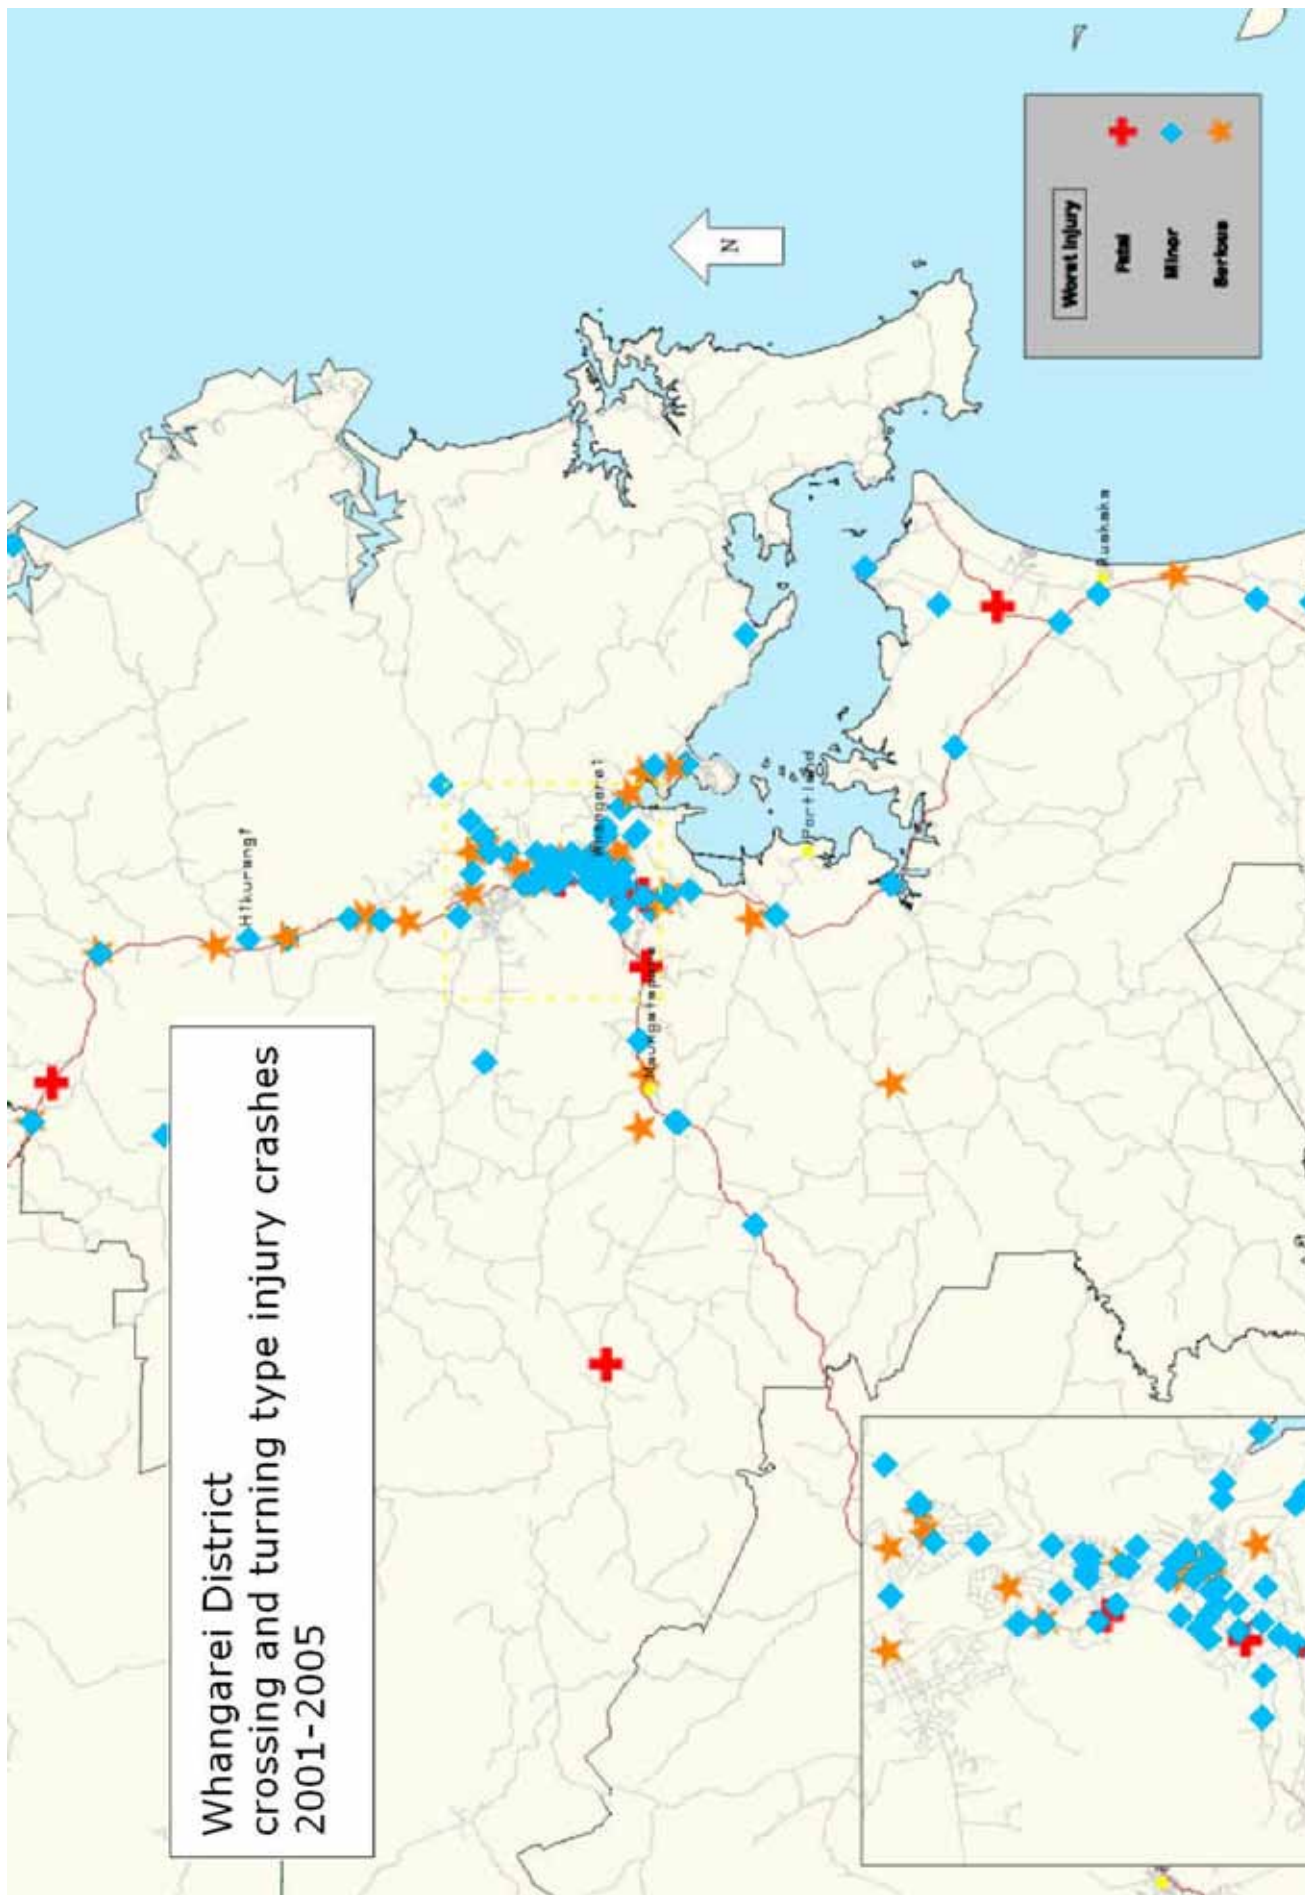 Whangarei District
crossing and turning type injury crashes
2001-2005
Hikurangi
Whangarei
Maungatapere
Portland
Ruakaka
N
Worst Injury
Fatal
Minor
Serious